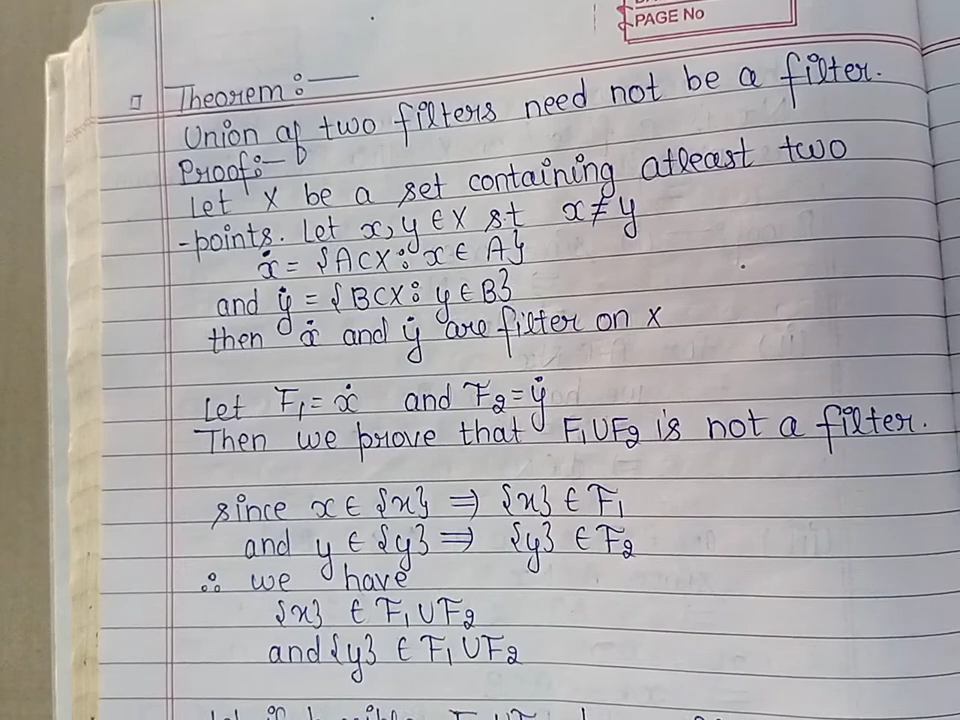 PAGE No
Theorem :—
Union of two filters need not be a filter.
Proof:-
Let X be a set containing atleast two
-points. Let x, y ∈ X s.t x ≠ y
ẋ = {A⊂X : x ∈ A}
and ẏ = {B⊂X : y ∈ B}
then ẋ and ẏ are filter on X
Let F₁ = ẋ and F₂ = ẏ
Then we prove that F₁∪F₂ is not a filter.
since x ∈ {x} ⇒ {x} ∈ F₁
and y ∈ {y} ⇒ {y} ∈ F₂
∴ we have
{x} ∈ F₁∪F₂
and {y} ∈ F₁∪F₂